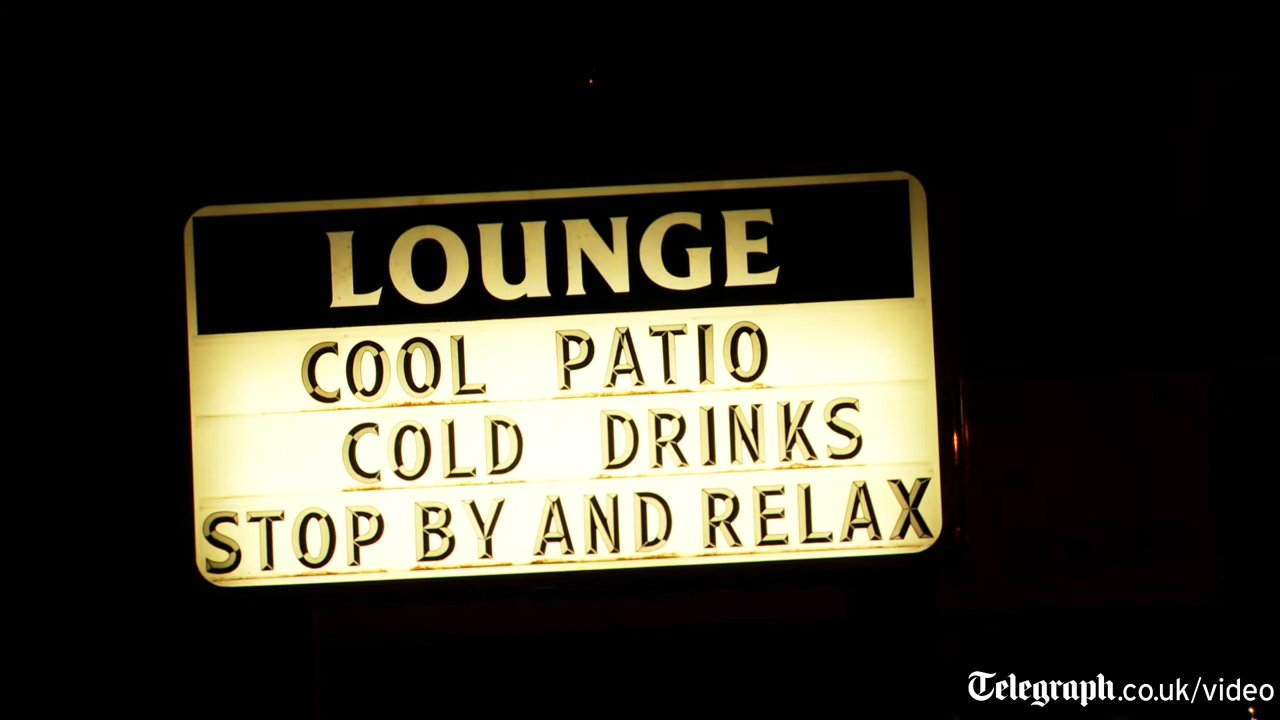 LOUNGE
COOL PATIO
COLD DRINKS
STOP BY AND RELAX
Telegraph.co.uk/video